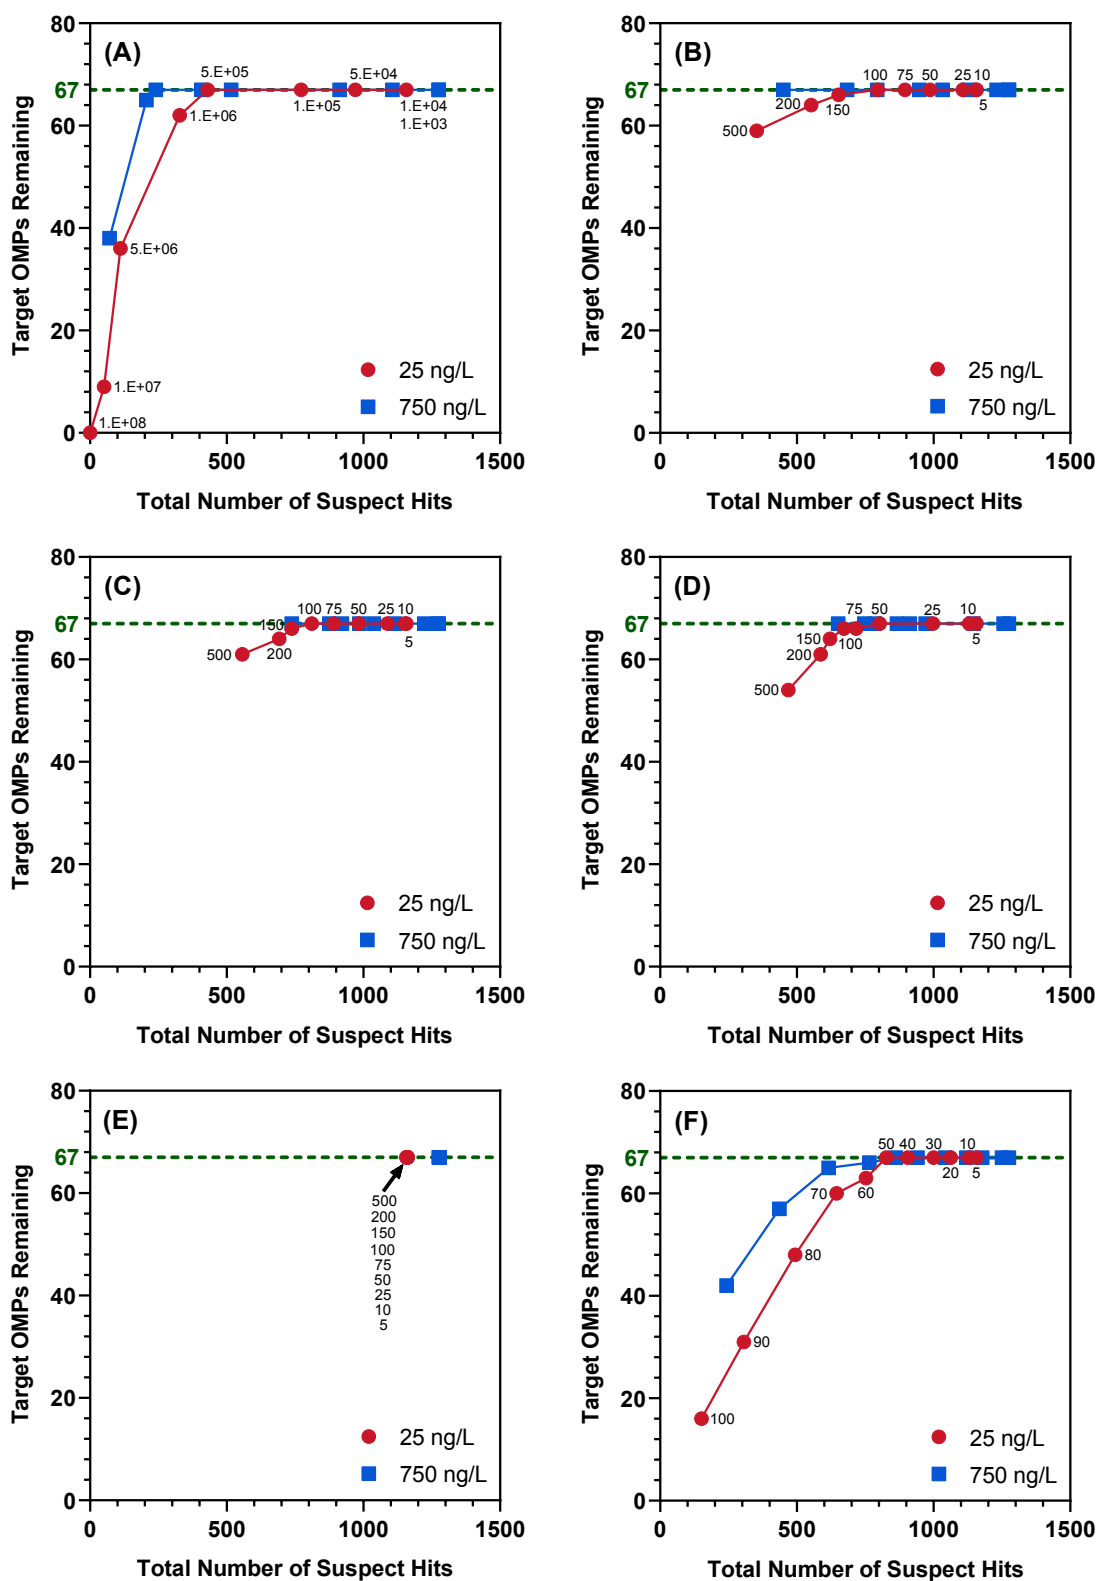 80
(A)
5.E+05
5.E+04
67
1.E+05
1.E+04
1.E+06
1.E+03
60
40
5.E+06
20
1.E+07
1.E+08
0
25 ng/L
750 ng/L
0 500 1000 1500
Total Number of Suspect Hits
Target OMPs Remaining
80
(B)
100 75 50 25 10
67
200
150
5
500
60
40
20
0
25 ng/L
750 ng/L
0 500 1000 1500
Total Number of Suspect Hits
Target OMPs Remaining
80
(C)
100 75 50 25 10
67
150
5
500
200
60
40
20
0
25 ng/L
750 ng/L
0 500 1000 1500
Total Number of Suspect Hits
Target OMPs Remaining
80
(D)
75 50 25 10
67
150
100
5
200
500
60
40
20
0
25 ng/L
750 ng/L
0 500 1000 1500
Total Number of Suspect Hits
Target OMPs Remaining
80
(E)
67
500
200
150
100
75
50
25
10
5
60
40
20
0
25 ng/L
750 ng/L
0 500 1000 1500
Total Number of Suspect Hits
Target OMPs Remaining
80
(F)
50 40 30 10
67
20 5
70
60
60
80
40
90
20
100
0
25 ng/L
750 ng/L
0 500 1000 1500
Total Number of Suspect Hits
Target OMPs Remaining